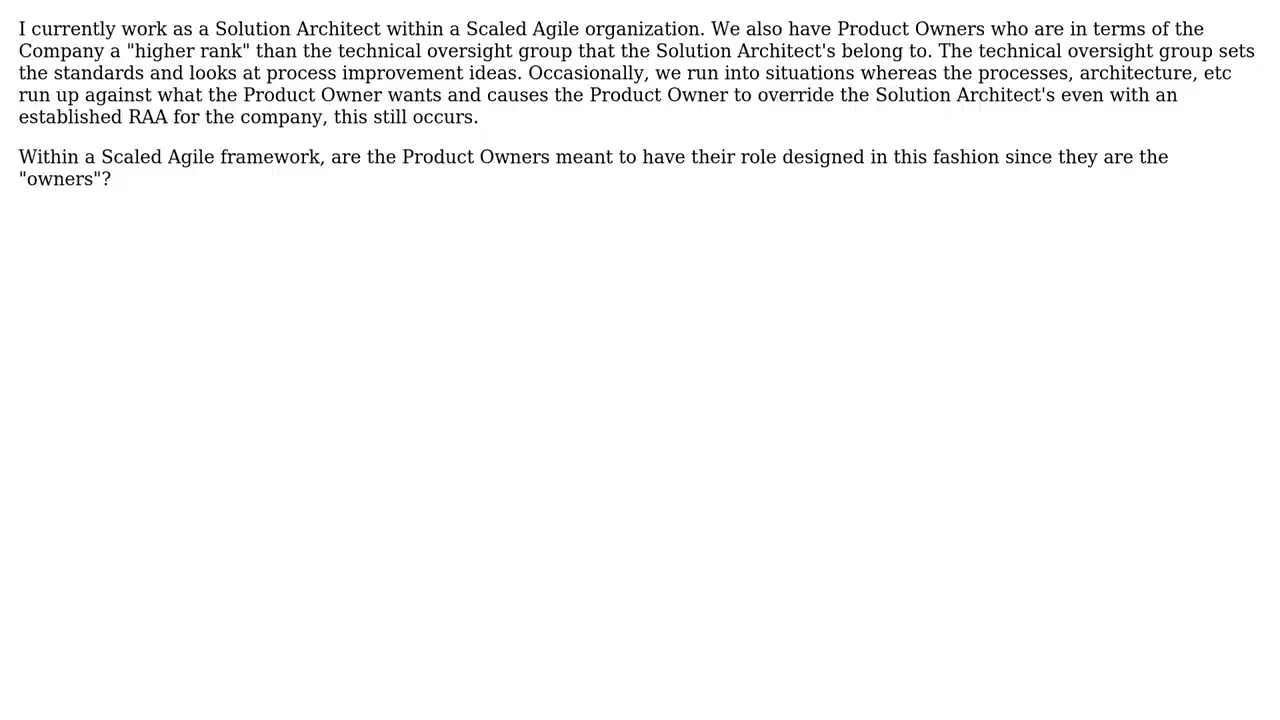 I currently work as a Solution Architect within a Scaled Agile organization. We also have Product Owners who are in terms of the
Company a "higher rank" than the technical oversight group that the Solution Architect's belong to. The technical oversight group sets
the standards and looks at process improvement ideas. Occasionally, we run into situations whereas the processes, architecture, etc
run up against what the Product Owner wants and causes the Product Owner to override the Solution Architect's even with an
established RAA for the company, this still occurs.
Within a Scaled Agile framework, are the Product Owners meant to have their role designed in this fashion since they are the
"owners"?